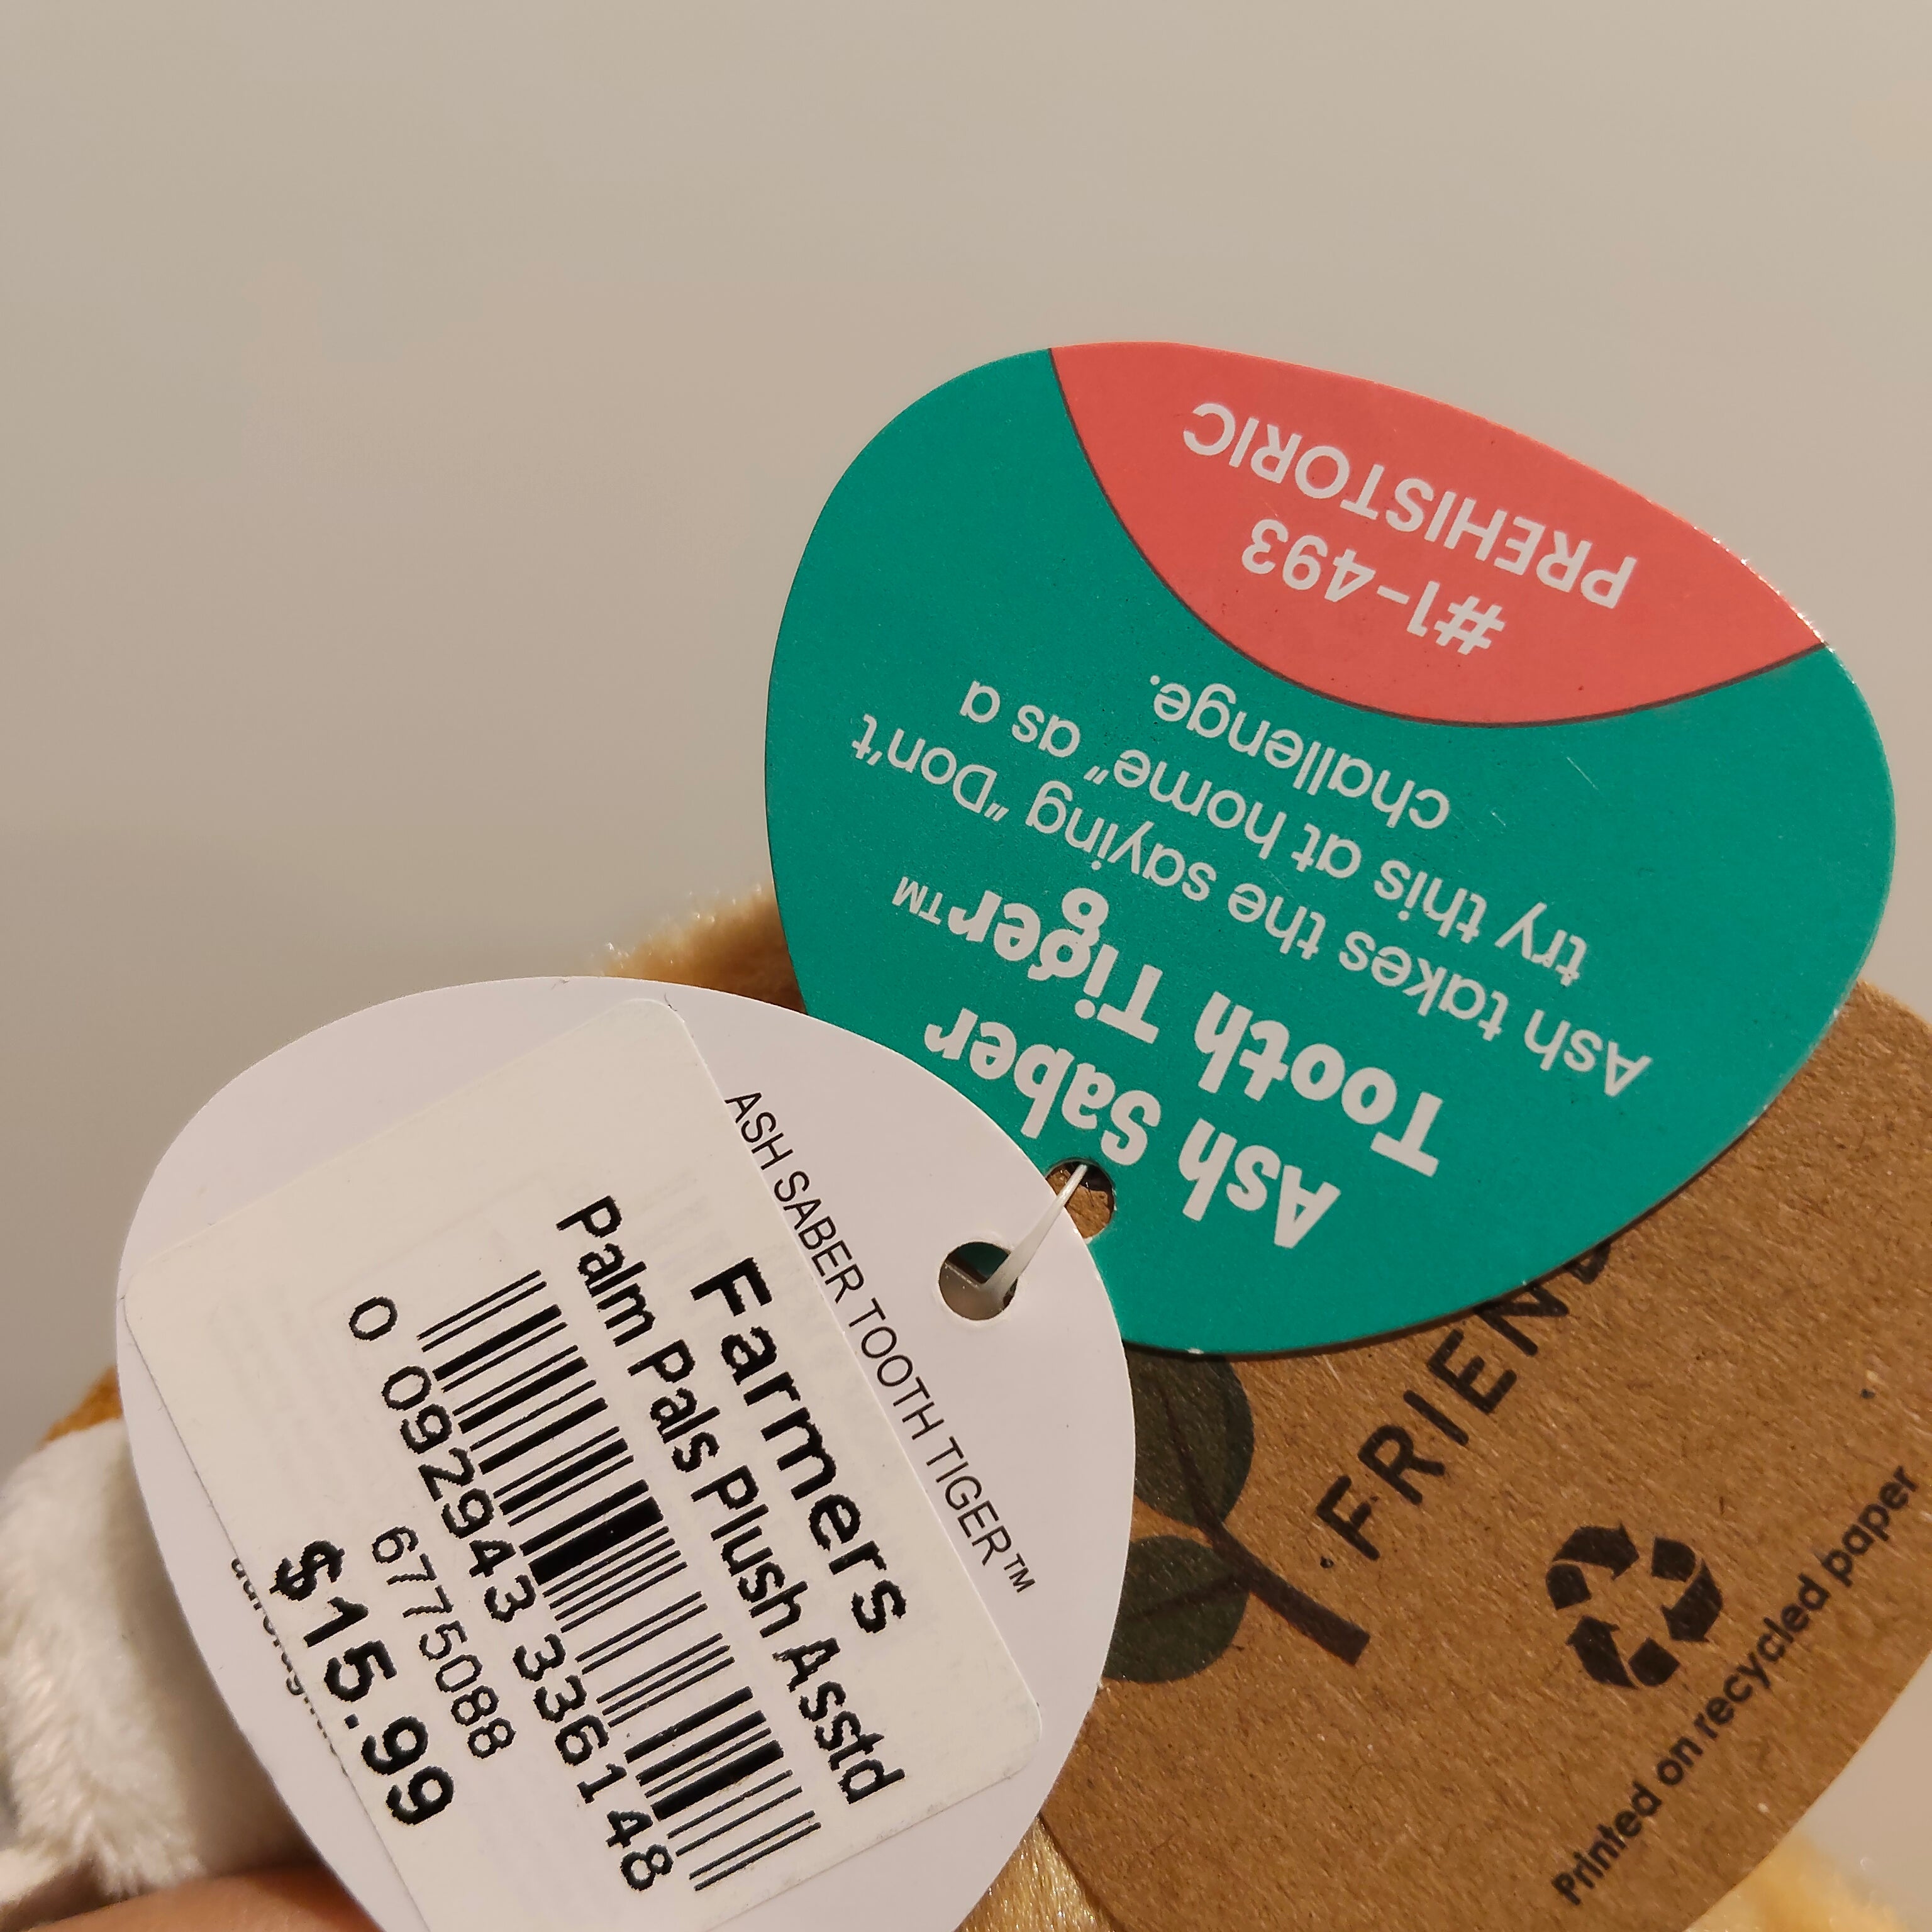 Ash Saber
Tooth Tiger™
Ash takes the saying "Don't
try this at home" as a
challenge.
#1-493
PREHISTORIC
ASH SABER TOOTH TIGER™
Farmers
Palm Pals Plush Asstd
0 092943 336148
6775088
$15.99
FRIEND
Printed on recycled paper